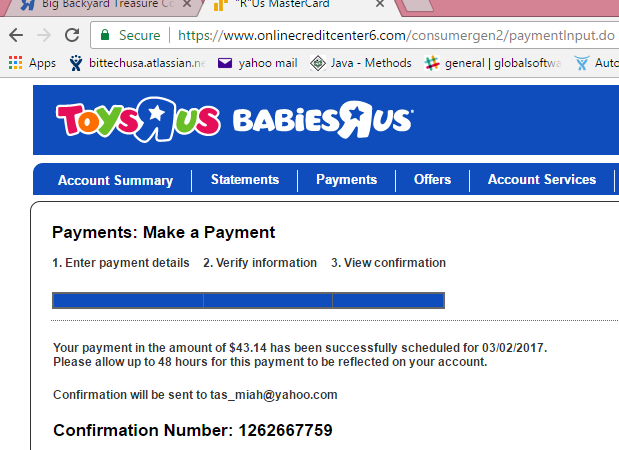 Big Backyard Treasure Co
"R"Us MasterCard
Secure
https://www.onlinecreditcenter6.com/consumergen2/paymentInput.do
Apps
bittechusa.atlassian.ne
yahoo mail
Java - Methods
general | globalsoftwa
Auto
TOYS R US BABIES R US
Account Summary
Statements
Payments
Offers
Account Services
Payments: Make a Payment
1. Enter payment details 2. Verify information 3. View confirmation
Your payment in the amount of $43.14 has been successfully scheduled for 03/02/2017.
Please allow up to 48 hours for this payment to be reflected on your account.
Confirmation will be sent to tas_miah@yahoo.com
Confirmation Number: 1262667759